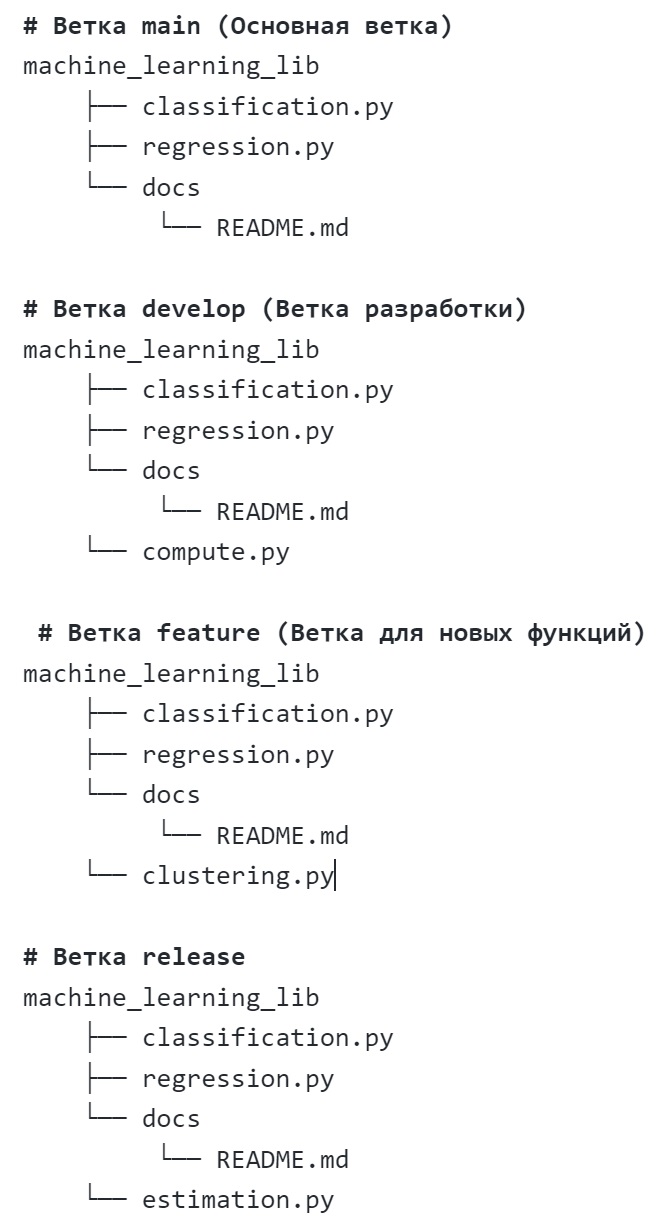 # Ветка main (Основная ветка)
machine_learning_lib
    ├── classification.py
    ├── regression.py
    └── docs
         └── README.md

# Ветка develop (Ветка разработки)
machine_learning_lib
    ├── classification.py
    ├── regression.py
    └── docs
         └── README.md
    └── compute.py

 # Ветка feature (Ветка для новых функций)
machine_learning_lib
    ├── classification.py
    ├── regression.py
    └── docs
         └── README.md
    └── clustering.py

# Ветка release
machine_learning_lib
    ├── classification.py
    ├── regression.py
    └── docs
         └── README.md
    └── estimation.py